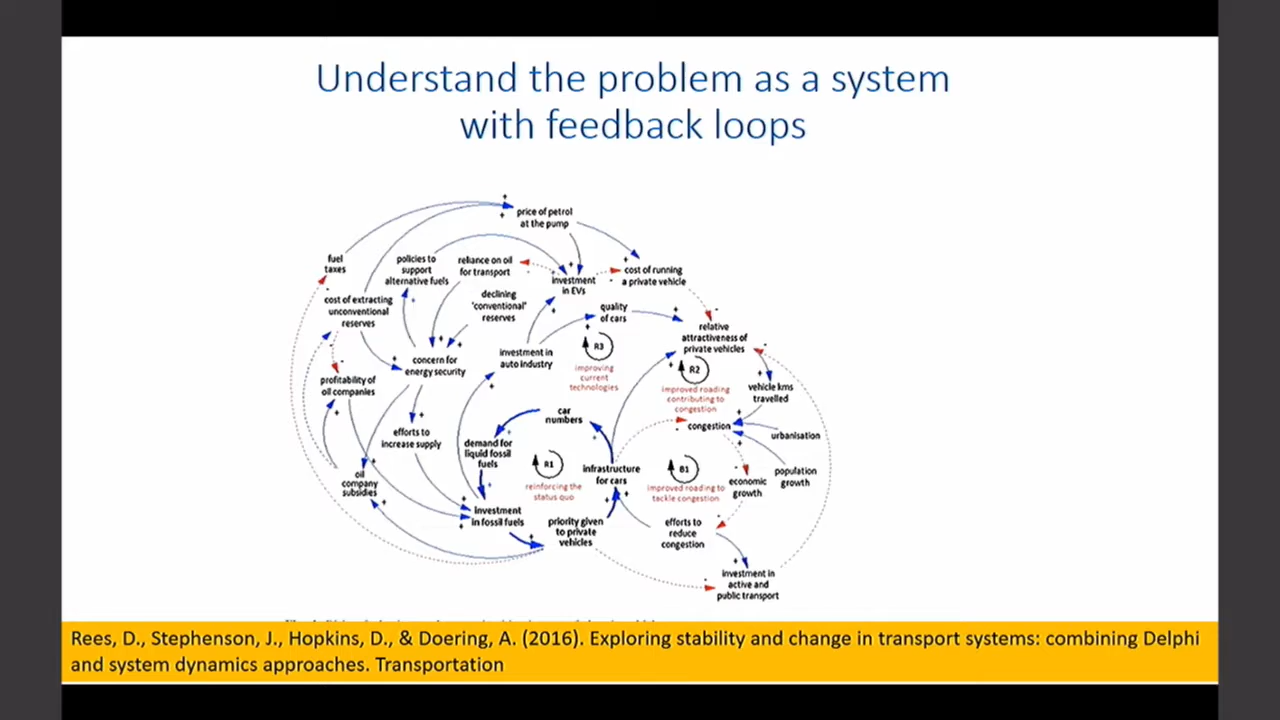 Understand the problem as a system
with feedback loops
price of petrol
at the pump
fuel
taxes
policies to
support
alternative fuels
reliance on oil
for transport
investment
in EVs
cost of running
a private vehicle
cost of extracting
unconventional
reserves
declining
'conventional'
reserves
quality
of cars
relative
attractiveness of
private vehicles
concern for
energy security
investment in
auto industry
R3
improving
current
technologies
R2
improved roading
contributing to
congestion
profitability of
oil companies
vehicle kms
travelled
car
numbers
congestion
urbanisation
efforts to
increase supply
demand for
liquid fossil
fuels
R1
reinforcing the
status quo
infrastructure
for cars
B1
improved roading to
tackle congestion
population
growth
economic
growth
oil
company
subsidies
investment
in fossil fuels
priority given
to private
vehicles
efforts to
reduce
congestion
investment in
active and
public transport
Rees, D., Stephenson, J., Hopkins, D., & Doering, A. (2016). Exploring stability and change in transport systems: combining Delphi
and system dynamics approaches. Transportation